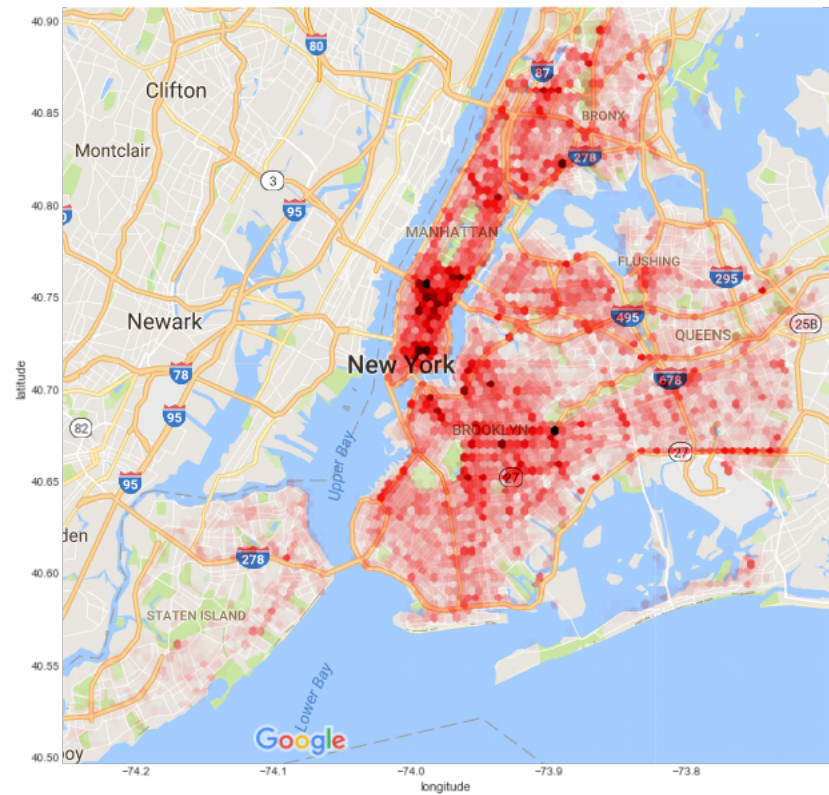 40.90
40.85
40.80
40.75
40.70
40.65
40.60
40.55
40.50
latitude
80
87
Clifton
BRONX
278
Montclair
3
95
MANHATTAN
FLUSHING
295
495
25B
Newark
QUEENS
New York
78
678
95
82
BROOKLYN
27
27
95
Upper Bay
den
278
STATEN ISLAND
Lower Bay
Google
oy
−74.2
−74.1
−74.0
−73.9
−73.8
longitude